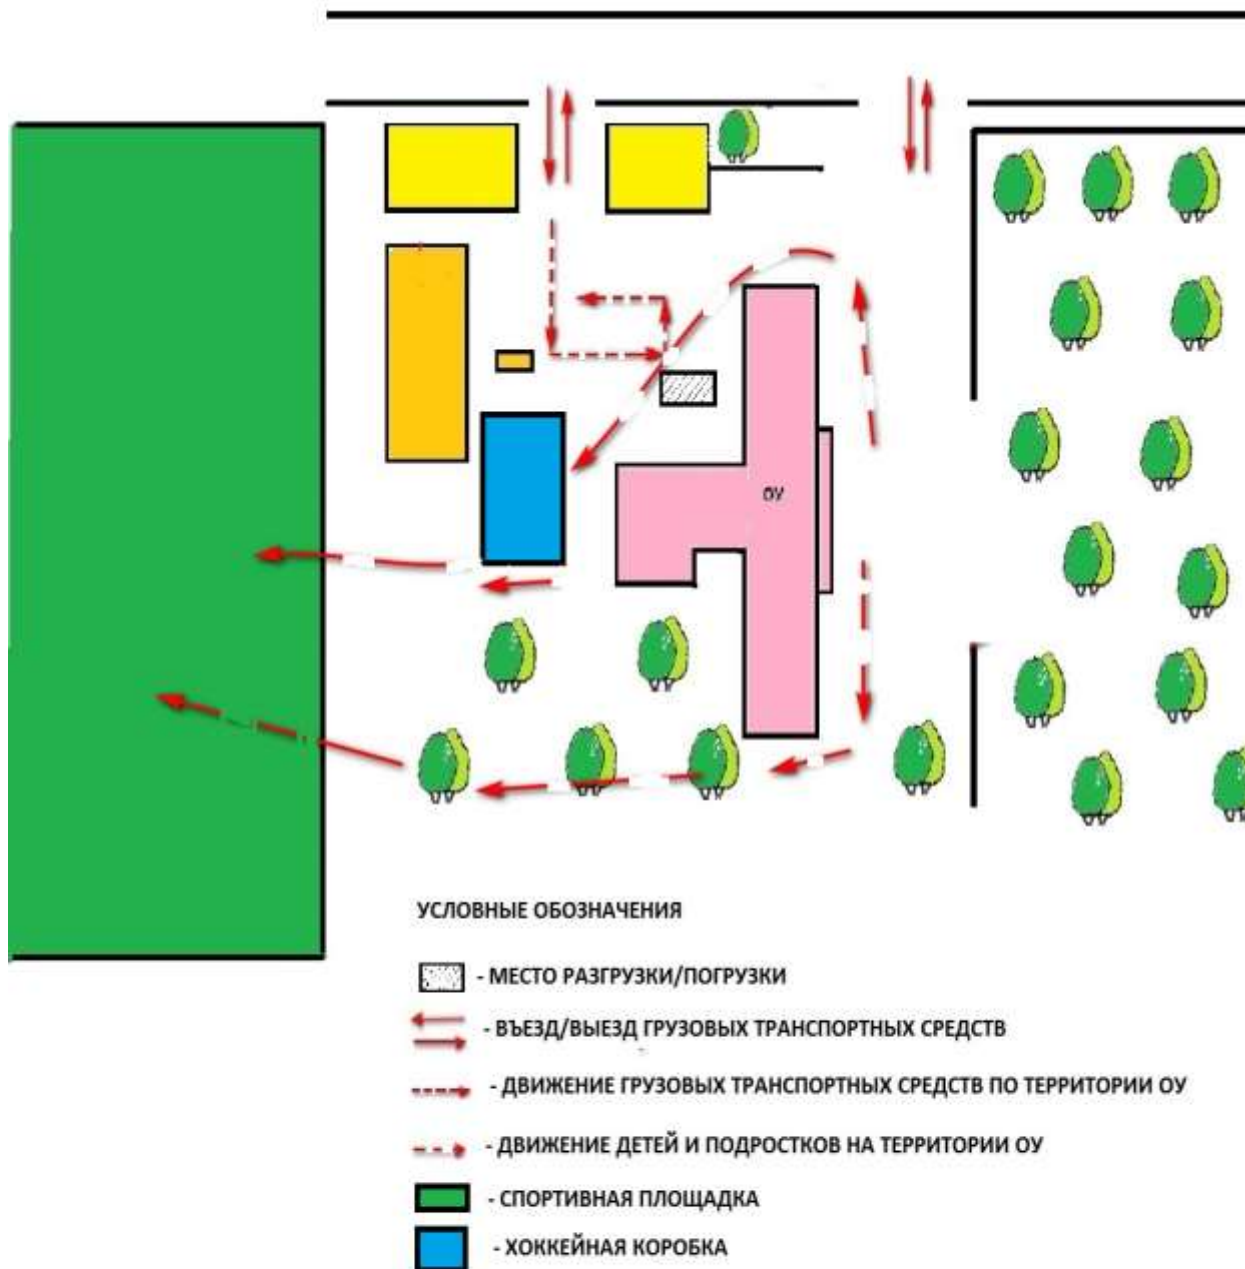 ОУ
УСЛОВНЫЕ ОБОЗНАЧЕНИЯ
- МЕСТО РАЗГРУЗКИ/ПОГРУЗКИ
- ВЪЕЗД/ВЫЕЗД ГРУЗОВЫХ ТРАНСПОРТНЫХ СРЕДСТВ
- ДВИЖЕНИЕ ГРУЗОВЫХ ТРАНСПОРТНЫХ СРЕДСТВ ПО ТЕРРИТОРИИ ОУ
- ДВИЖЕНИЕ ДЕТЕЙ И ПОДРОСТКОВ НА ТЕРРИТОРИИ ОУ
- СПОРТИВНАЯ ПЛОЩАДКА
- ХОККЕЙНАЯ КОРОБКА